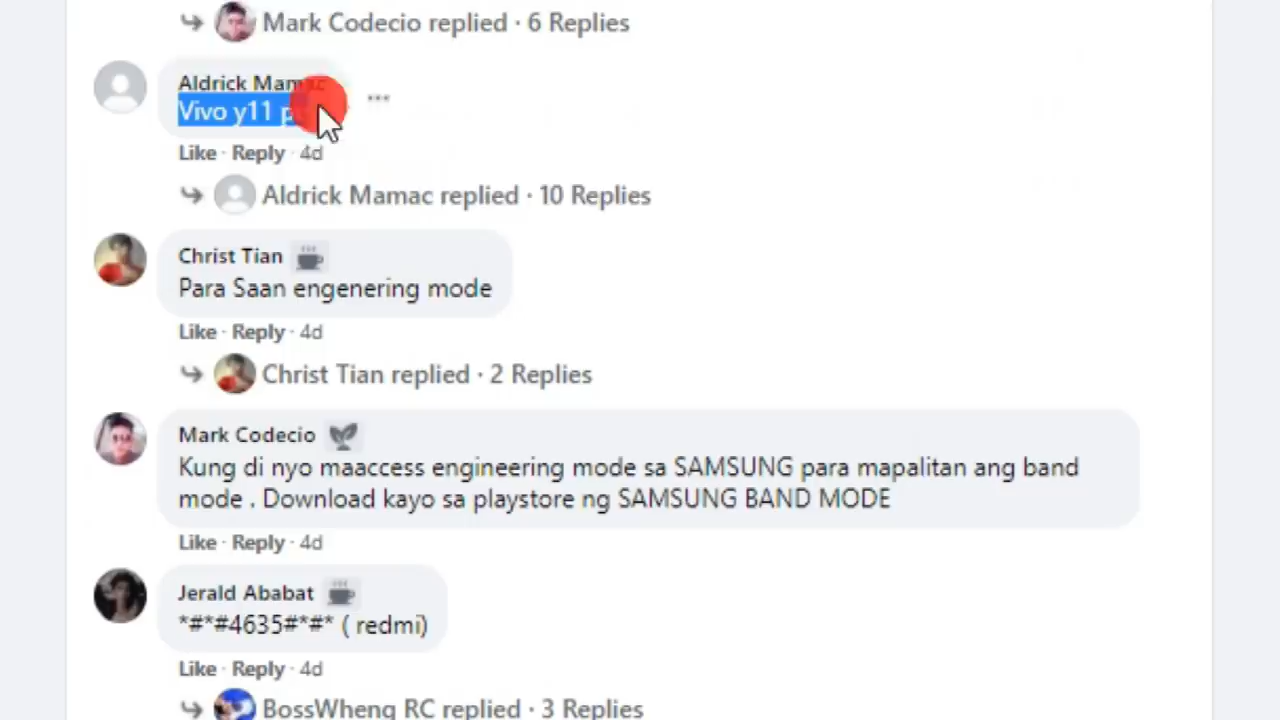 Mark Codecio replied · 6 Replies
Aldrick Mamac
Vivo y11
Like · Reply · 4d
Aldrick Mamac replied · 10 Replies
Christ Tian
Para Saan engenering mode
Like · Reply · 4d
Christ Tian replied · 2 Replies
Mark Codecio
Kung di nyo maaccess engineering mode sa SAMSUNG para mapalitan ang band
mode . Download kayo sa playstore ng SAMSUNG BAND MODE
Like · Reply · 4d
Jerald Ababat
*#*#4635#*#* ( redmi)
Like · Reply · 4d
BossWheng RC replied · 3 Replies